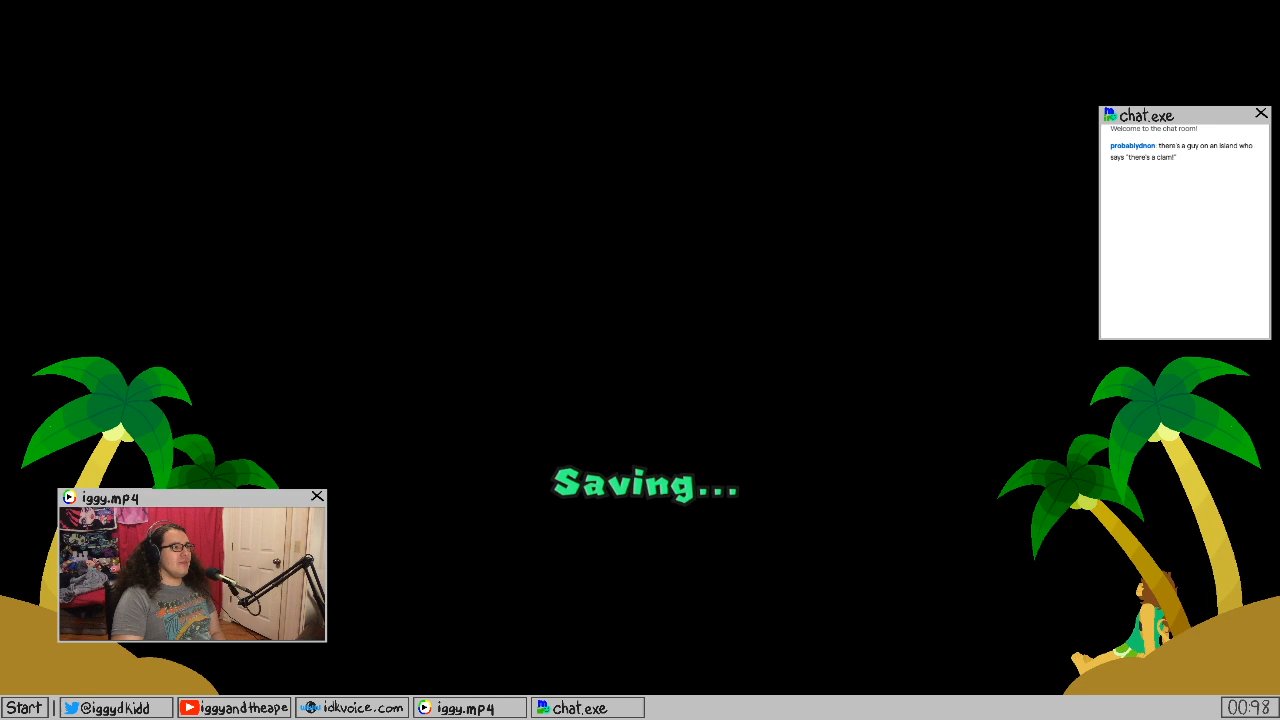 chat.exe
Welcome to the chat room!
probablydnon: there's a guy on an island who
says "there's a clam!"
Saving...
iggy.mp4
Start | @iggydkidd iggyandtheape idkvoice.com iggy.mp4 chat.exe 00:98